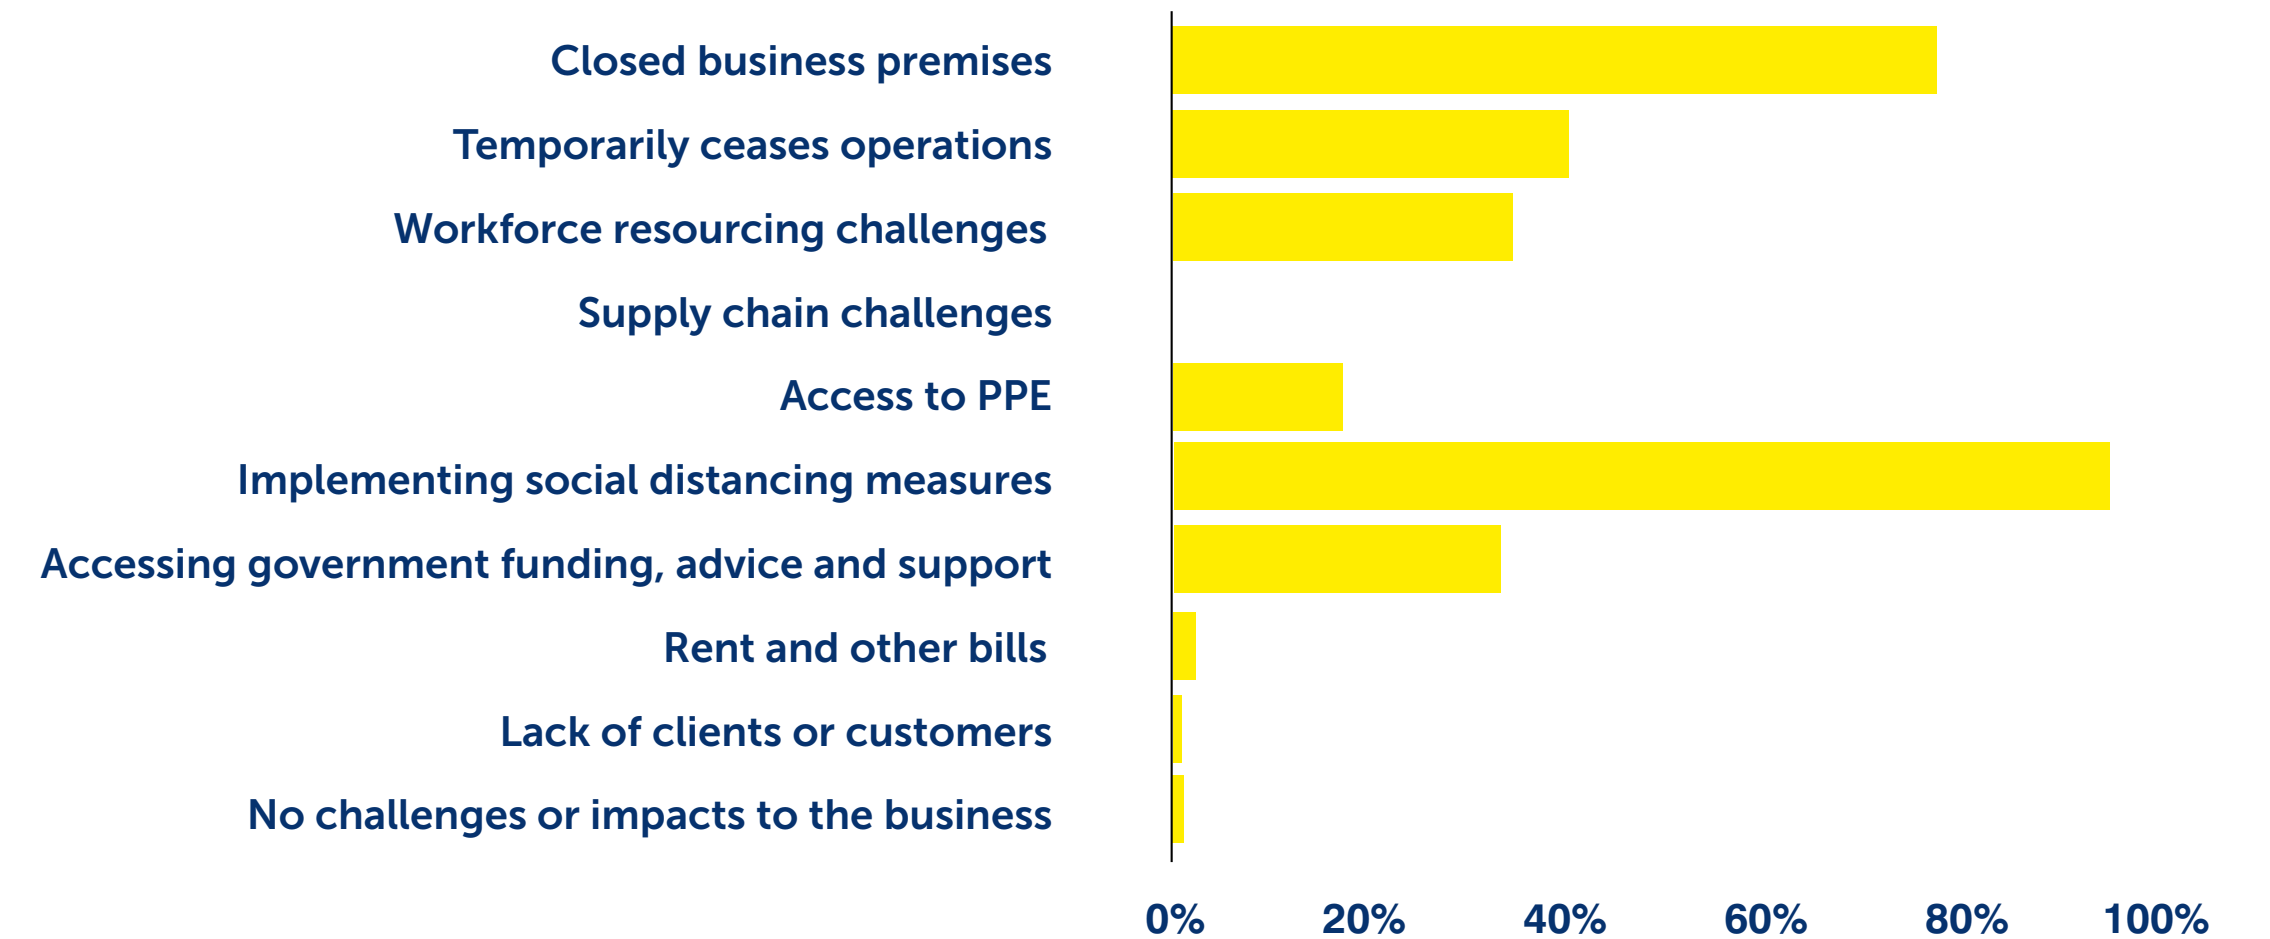 Closed business premises
Temporarily ceases operations
Workforce resourcing challenges
Supply chain challenges
Access to PPE
Implementing social distancing measures
Accessing government funding, advice and support
Rent and other bills
Lack of clients or customers
No challenges or impacts to the business
0% 20% 40% 60% 80% 100%